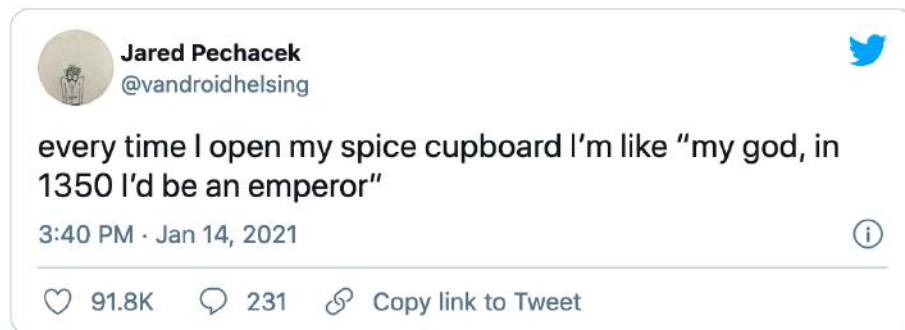 Jared Pechacek
@vandroidhelsing
every time I open my spice cupboard I’m like “my god, in
1350 I’d be an emperor”
3:40 PM · Jan 14, 2021
91.8K 231 Copy link to Tweet